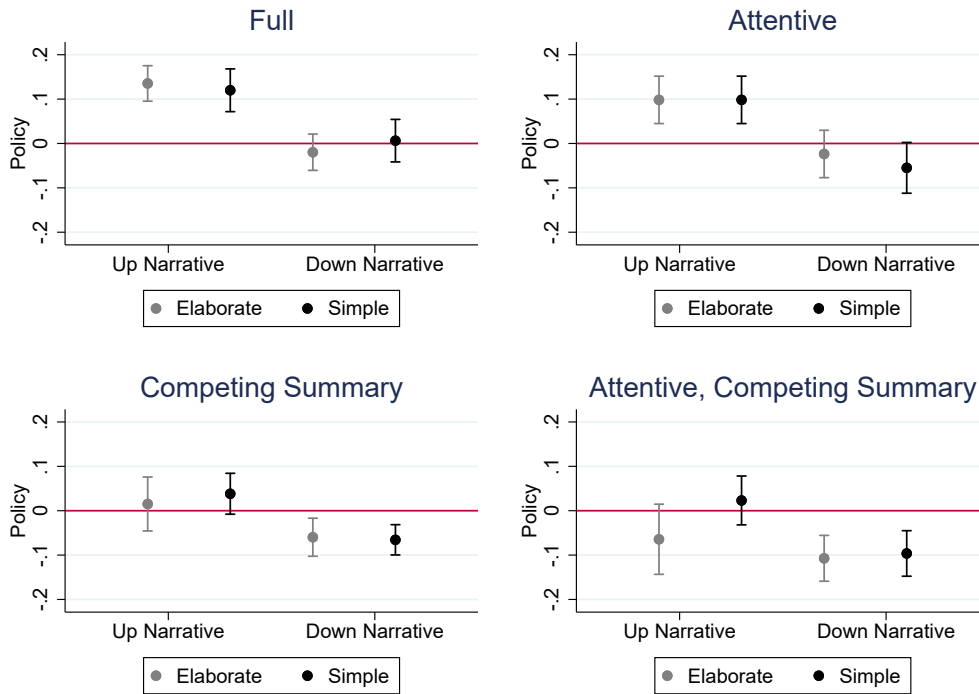 Full
Policy
.2
.1
0
-.1
-.2
Up Narrative Down Narrative
Elaborate Simple
Attentive
Policy
.2
.1
0
-.1
-.2
Up Narrative Down Narrative
Elaborate Simple
Competing Summary
Policy
.2
.1
0
-.1
-.2
Up Narrative Down Narrative
Elaborate Simple
Attentive, Competing Summary
Policy
.2
.1
0
-.1
-.2
Up Narrative Down Narrative
Elaborate Simple